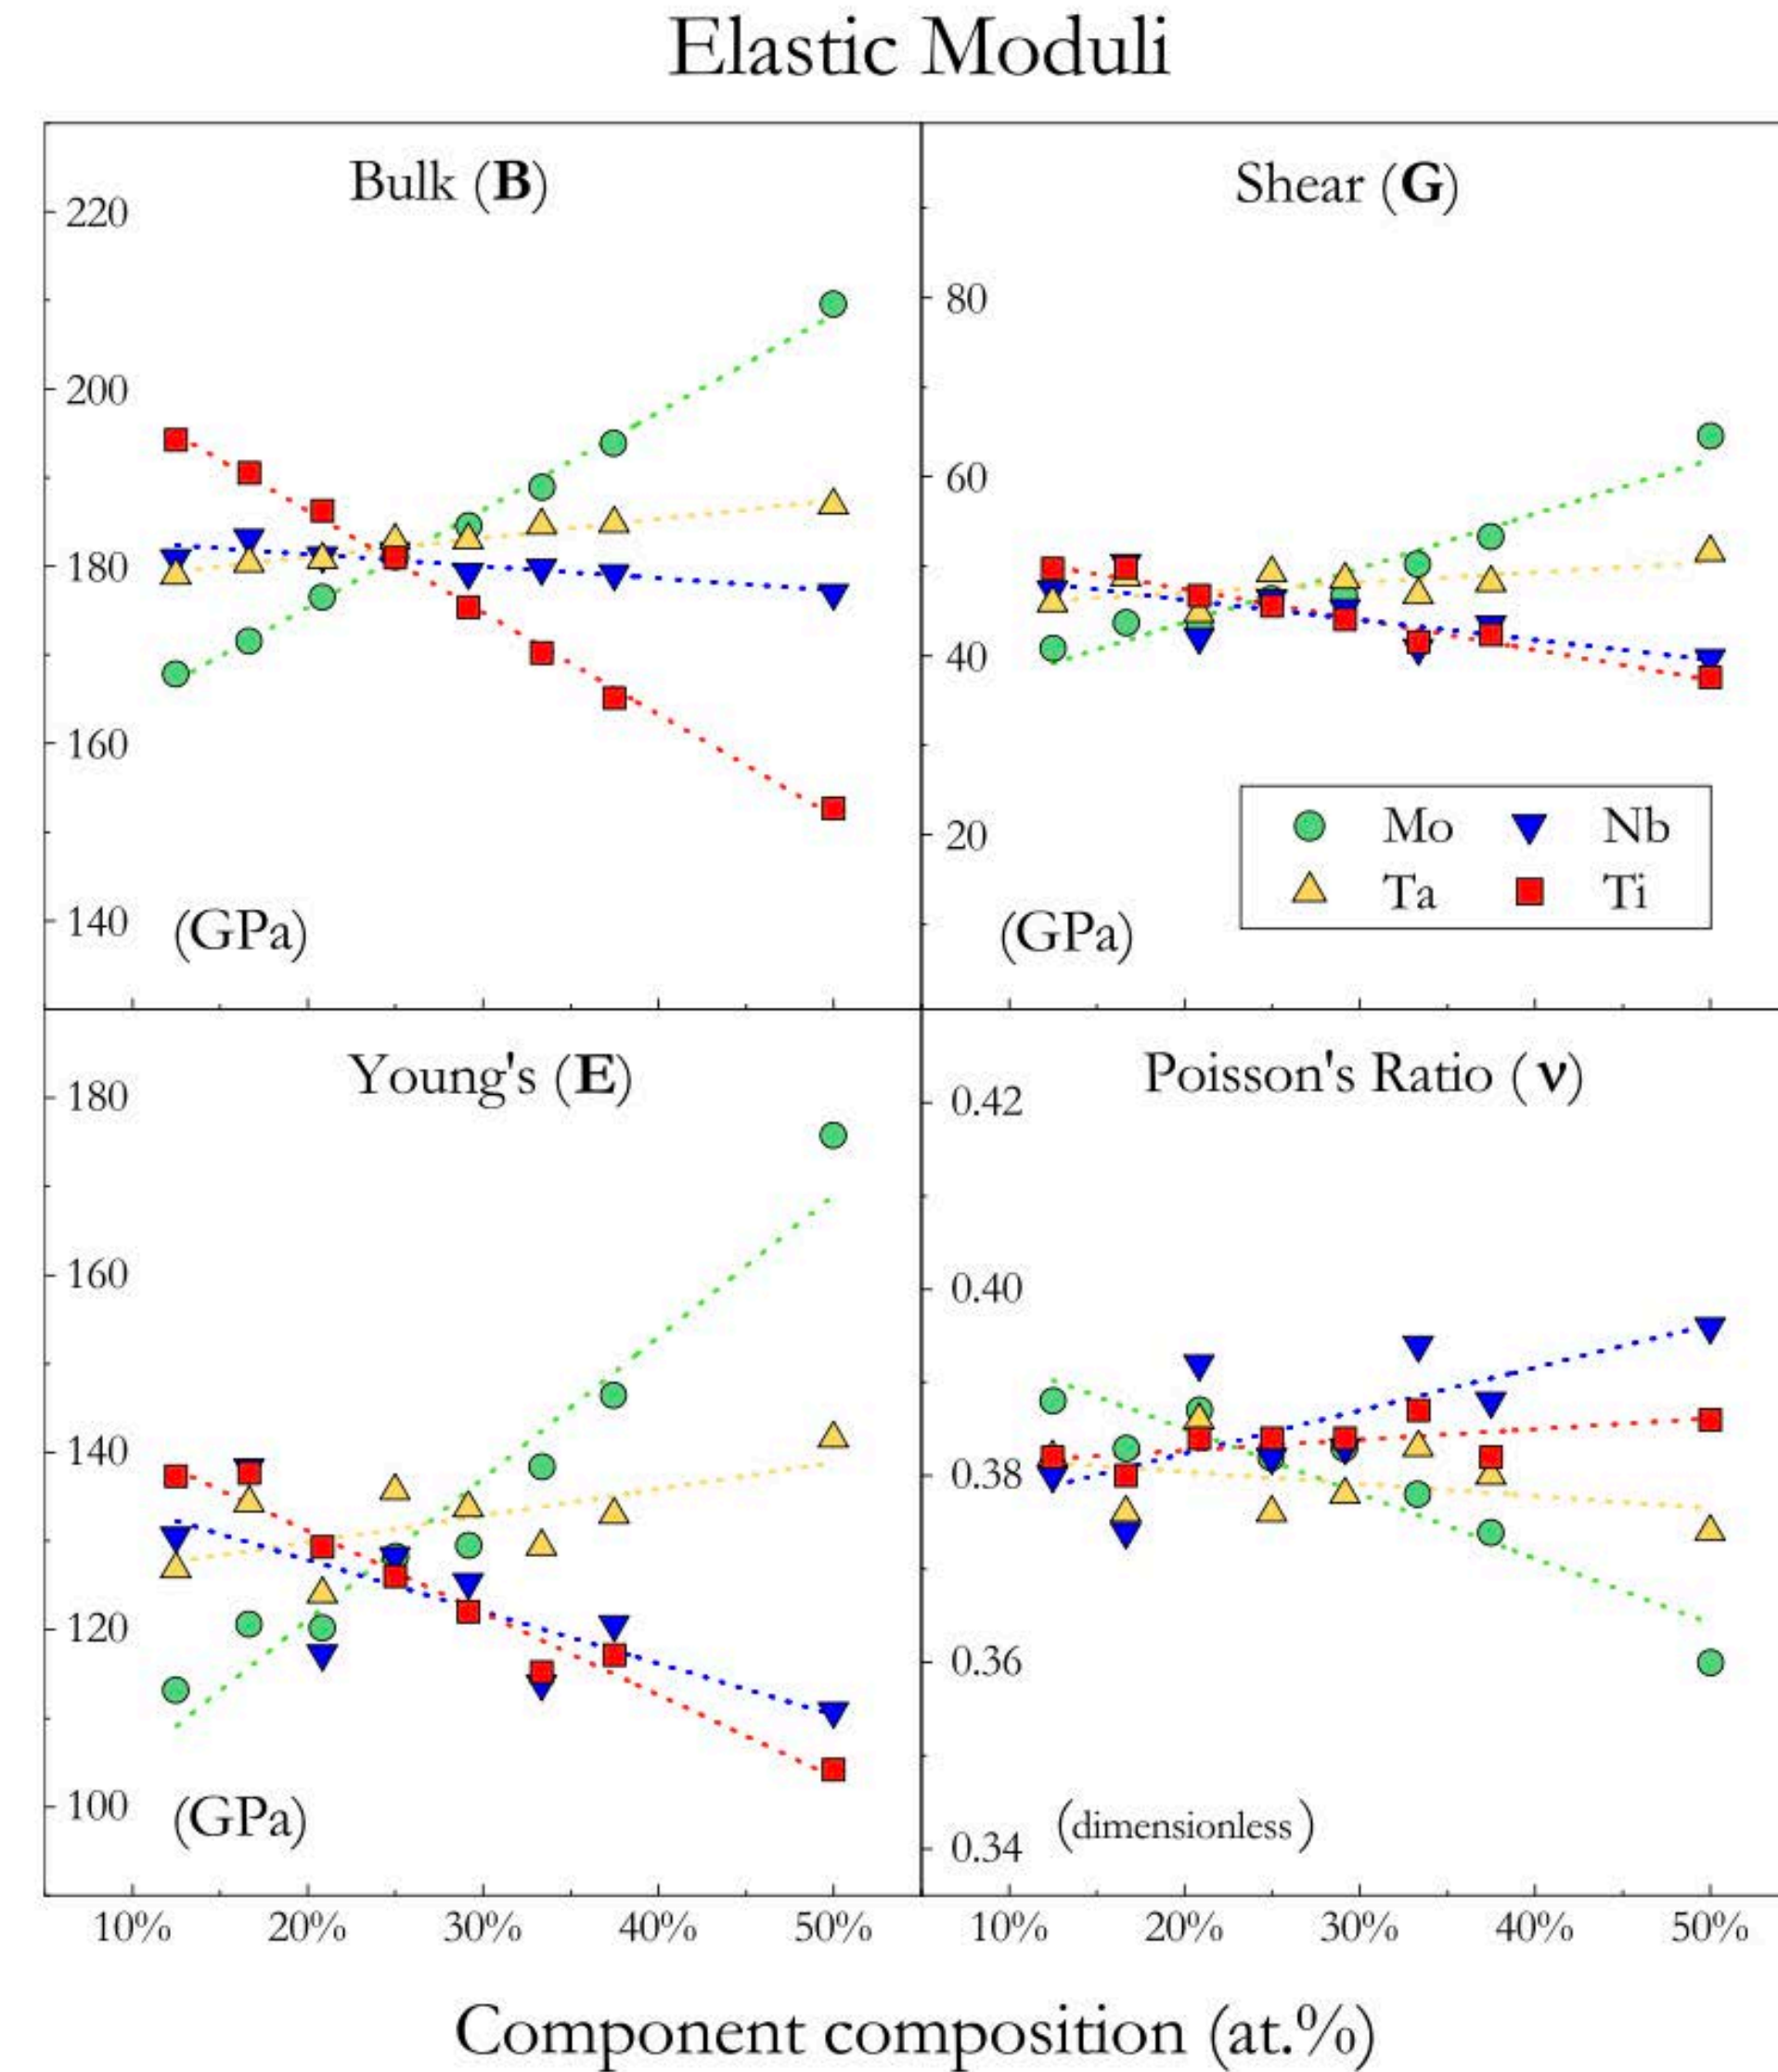 Elastic Moduli
Bulk (B)
220
200
180
160
140
(GPa)
Shear (G)
80
60
40
20
(GPa)
Mo
Nb
Ta
Ti
Young's (E)
180
160
140
120
100
(GPa)
10% 20% 30% 40% 50%
Poisson's Ratio (ν)
0.42
0.40
0.38
0.36
0.34
(dimensionless)
10% 20% 30% 40% 50%
Component composition (at.%)